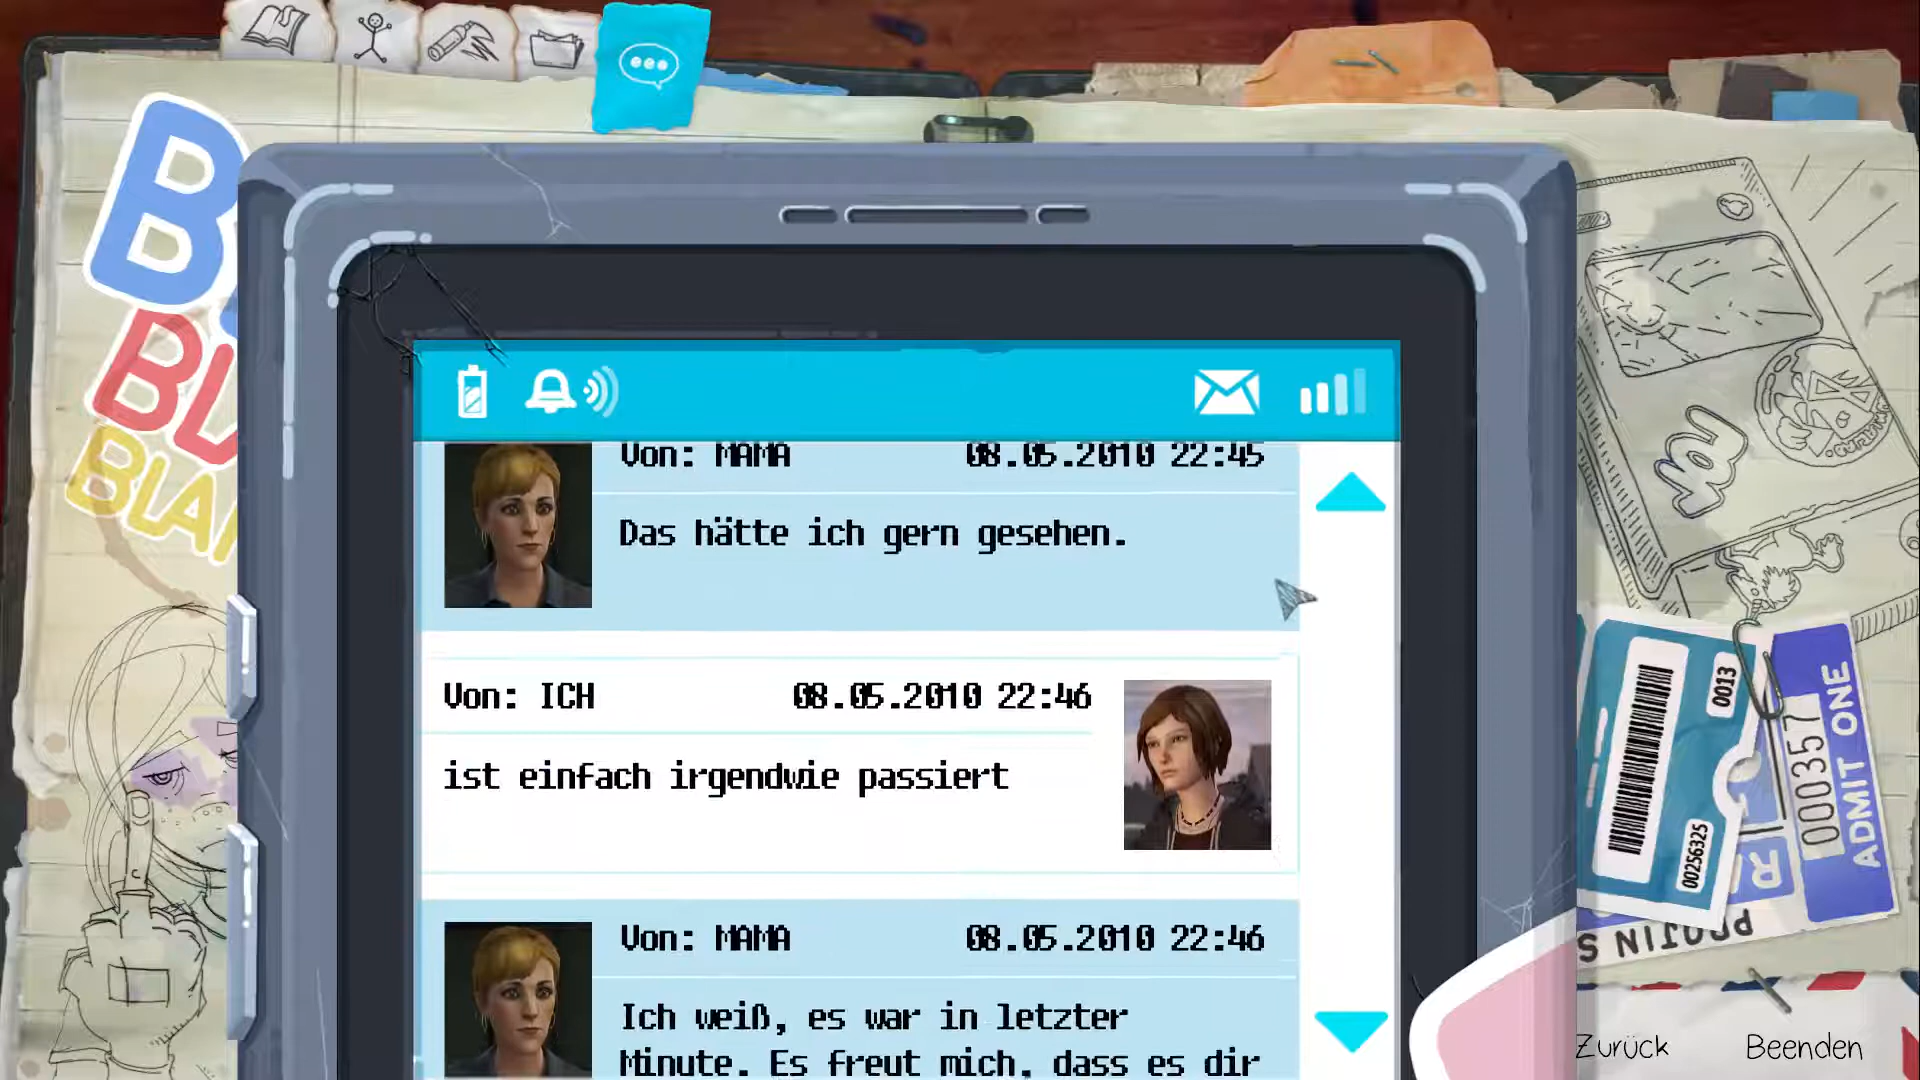 Von: MAMA 08.05.2010 22:45
Das hätte ich gern gesehen.
Von: ICH 08.05.2010 22:46
ist einfach irgendwie passiert
Von: MAMA 08.05.2010 22:46
Ich weiß, es war in letzter
Minute. Es freut mich, dass es dir
0013
00256325
000357
ADMIT ONE
Zurück
Beenden